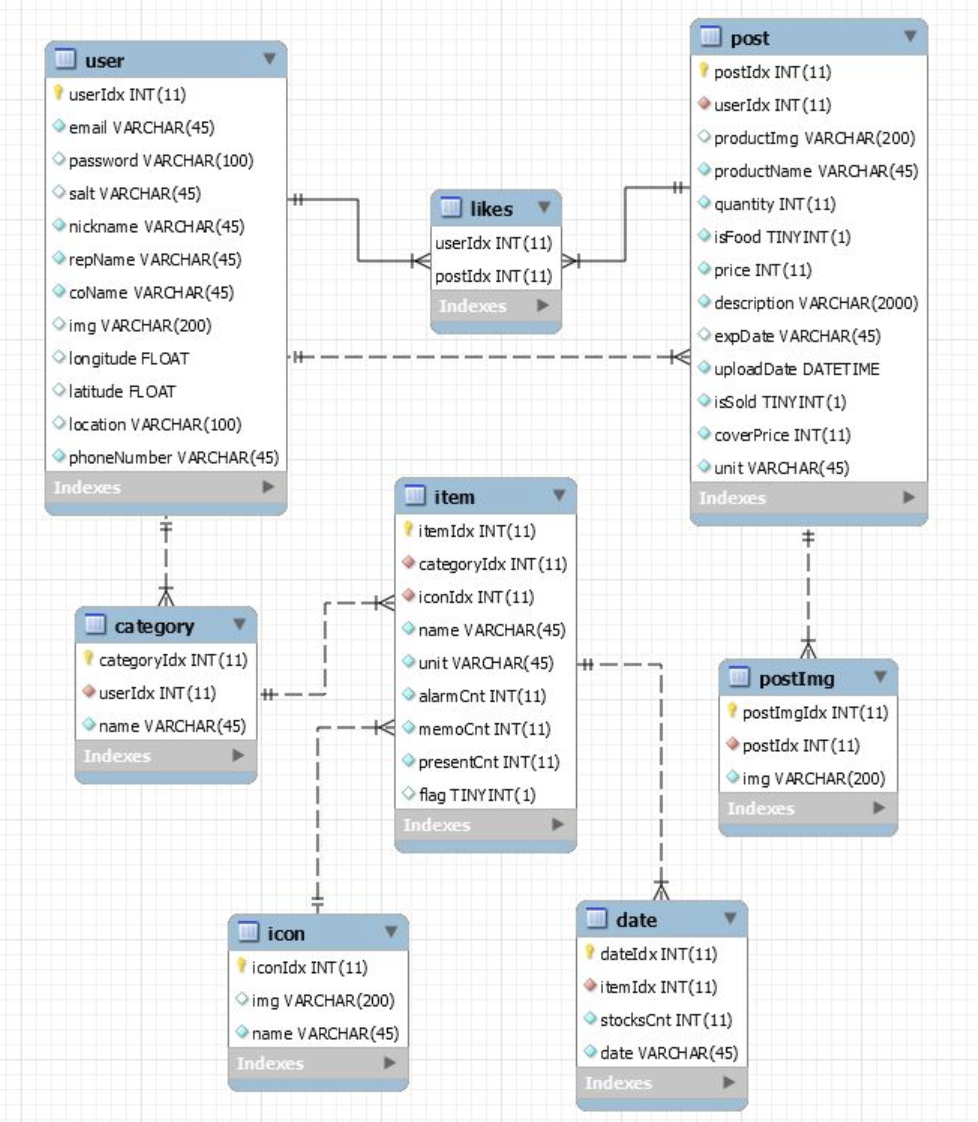 user
userIdx INT(11)
email VARCHAR(45)
password VARCHAR(100)
salt VARCHAR(45)
nickname VARCHAR(45)
repName VARCHAR(45)
coName VARCHAR(45)
img VARCHAR(200)
longitude FLOAT
latitude FLOAT
location VARCHAR(100)
phoneNumber VARCHAR(45)
Indexes
likes
userIdx INT(11)
postIdx INT(11)
Indexes
post
postIdx INT(11)
userIdx INT(11)
productImg VARCHAR(200)
productName VARCHAR(45)
quantity INT(11)
isFood TINYINT(1)
price INT(11)
description VARCHAR(2000)
expDate VARCHAR(45)
uploadDate DATETIME
isSold TINYINT(1)
coverPrice INT(11)
unit VARCHAR(45)
Indexes
category
categoryIdx INT(11)
userIdx INT(11)
name VARCHAR(45)
Indexes
item
itemIdx INT(11)
categoryIdx INT(11)
iconIdx INT(11)
name VARCHAR(45)
unit VARCHAR(45)
alarmCnt INT(11)
memoCnt INT(11)
presentCnt INT(11)
flag TINYINT(1)
Indexes
postImg
postImgIdx INT(11)
postIdx INT(11)
img VARCHAR(200)
Indexes
icon
iconIdx INT(11)
img VARCHAR(200)
name VARCHAR(45)
Indexes
date
dateIdx INT(11)
itemIdx INT(11)
stocksCnt INT(11)
date VARCHAR(45)
Indexes